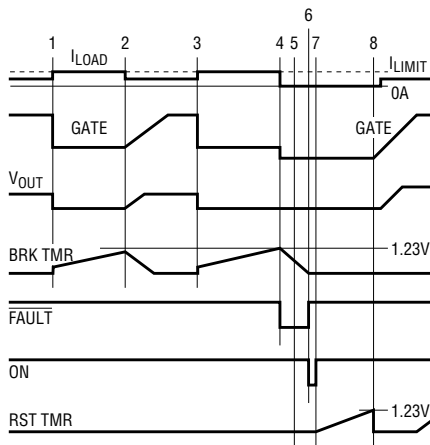 6
1 2 3 4 5 7 8
ILOAD ILIMIT
0A
GATE GATE
VOUT
BRK TMR 1.23V
FAULT
ON
1.23V
RST TMR